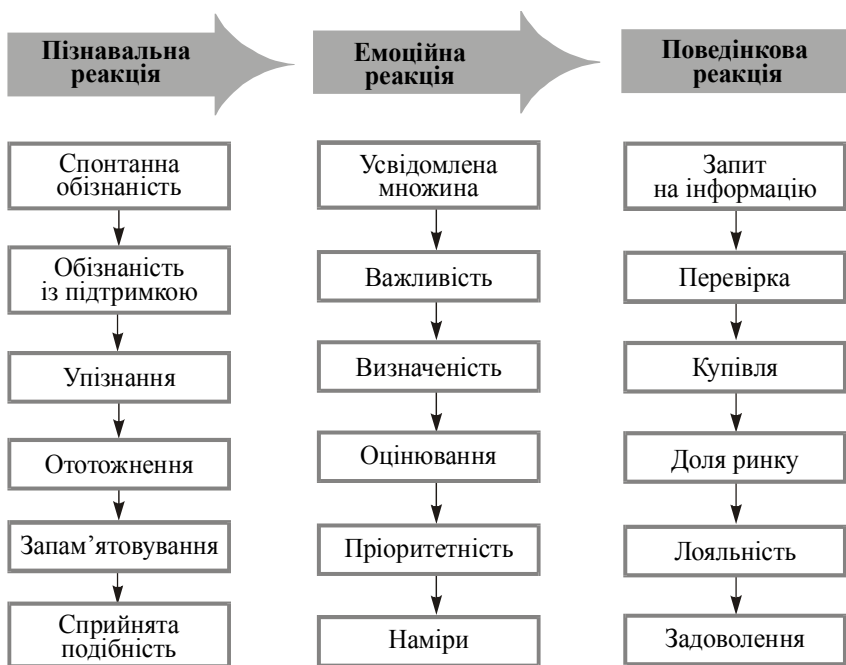 Пізнавальна
реакція
Емоційна
реакція
Поведінкова
реакція
Спонтанна
обізнаність
Обізнаність
із підтримкою
Упізнання
Ототожнення
Запам’ятовування
Сприйнята
подібність
Усвідомлена
множина
Важливість
Визначеність
Оцінювання
Пріоритетність
Наміри
Запит
на інформацію
Перевірка
Купівля
Доля ринку
Лояльність
Задоволення